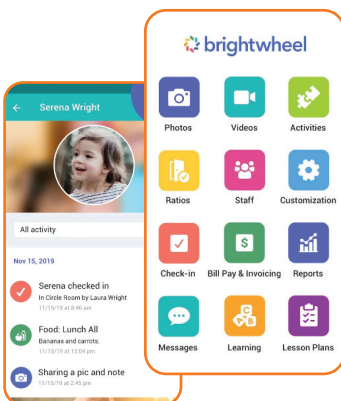 brightwheel
Photos
Videos
Activities
Ratios
Staff
Customization
Check-in
Bill Pay & Invoicing
Reports
Messages
Learning
Lesson Plans
Serena Wright
All activity
Nov 15, 2019
Serena checked in
In Circle Room by Laura Wright
11/15/19 at 8:46 am
Food: Lunch All
Bananas and carrots.
11/15/19 at 12:04 pm
Sharing a pic and note
11/15/19 at 2:45 pm